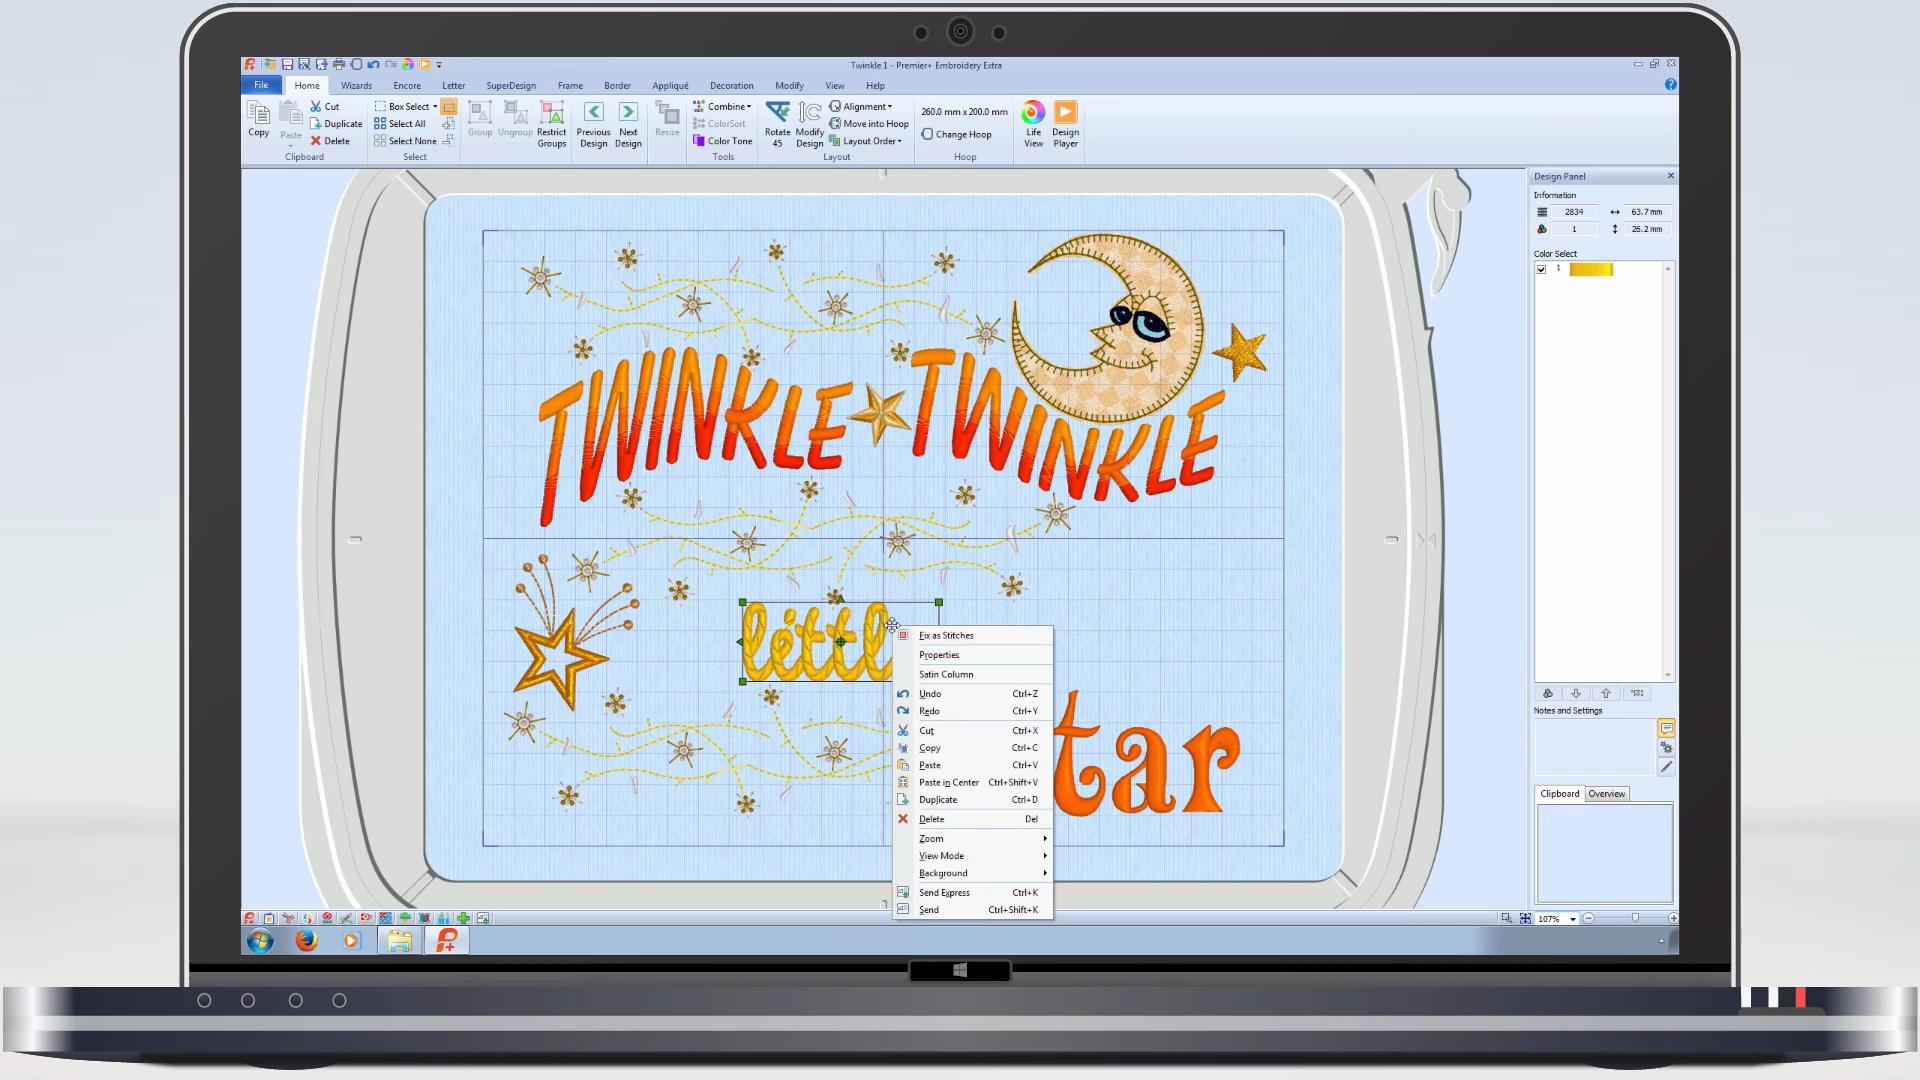 Twinkle 1 - Premier+ Embroidery Extra
File Home Wizards Encore Letter SuperDesign Frame Border Appliqué Decoration Modify View Help
Copy Paste Cut Duplicate Delete
Clipboard
Box Select Select All Select None
Select
Group Ungroup Restrict Groups
Previous Design Next Design
Resize
Combine ColorSort Color Tone
Tools
Rotate 45 Modify Design Alignment Move into Hoop Layout Order
Layout
260.0 mm x 200.0 mm
Change Hoop
Hoop
Life View Design Player
Design Panel
Information
2834 63.7 mm
1 26.2 mm
Color Select
1
TWINKLE TWINKLE
téttl
tar
Fix as Stitches
Properties
Satin Column
Undo Ctrl+Z
Redo Ctrl+Y
Cut Ctrl+X
Copy Ctrl+C
Paste Ctrl+V
Paste in Center Ctrl+Shift+V
Duplicate Ctrl+D
Delete Del
Zoom
View Mode
Background
Send Express Ctrl+K
Send Ctrl+Shift+K
Notes and Settings
Clipboard Overview
107%